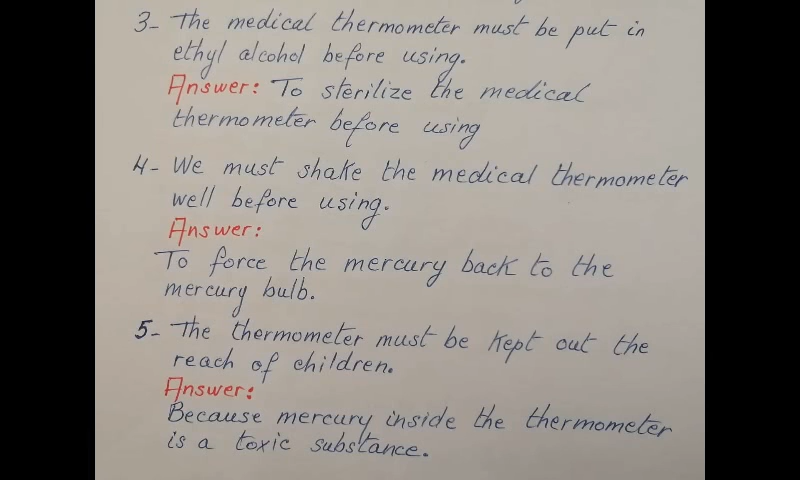 3- The medical thermometer must be put in
ethyl alcohol before using.
Answer: To sterilize the medical
thermometer before using
4- We must shake the medical thermometer
well before using.
Answer:
To force the mercury back to the
mercury bulb.
5- The thermometer must be kept out the
reach of children.
Answer:
Because mercury inside the thermometer
is a toxic substance.